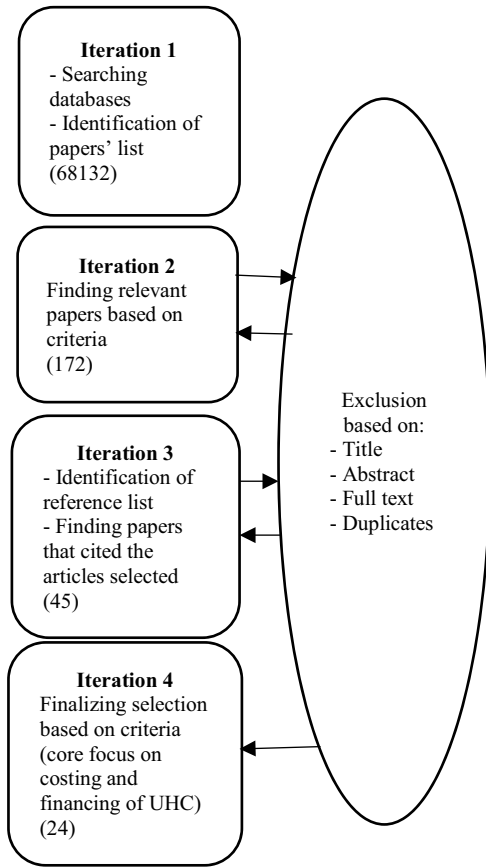 Iteration 1
- Searching
databases
- Identification of
papers’ list
(68132)
Iteration 2
Finding relevant
papers based on
criteria
(172)
Iteration 3
- Identification of
reference list
- Finding papers
that cited the
articles selected
(45)
Iteration 4
Finalizing selection
based on criteria
(core focus on
costing and
financing of UHC)
(24)
Exclusion
based on:
- Title
- Abstract
- Full text
- Duplicates